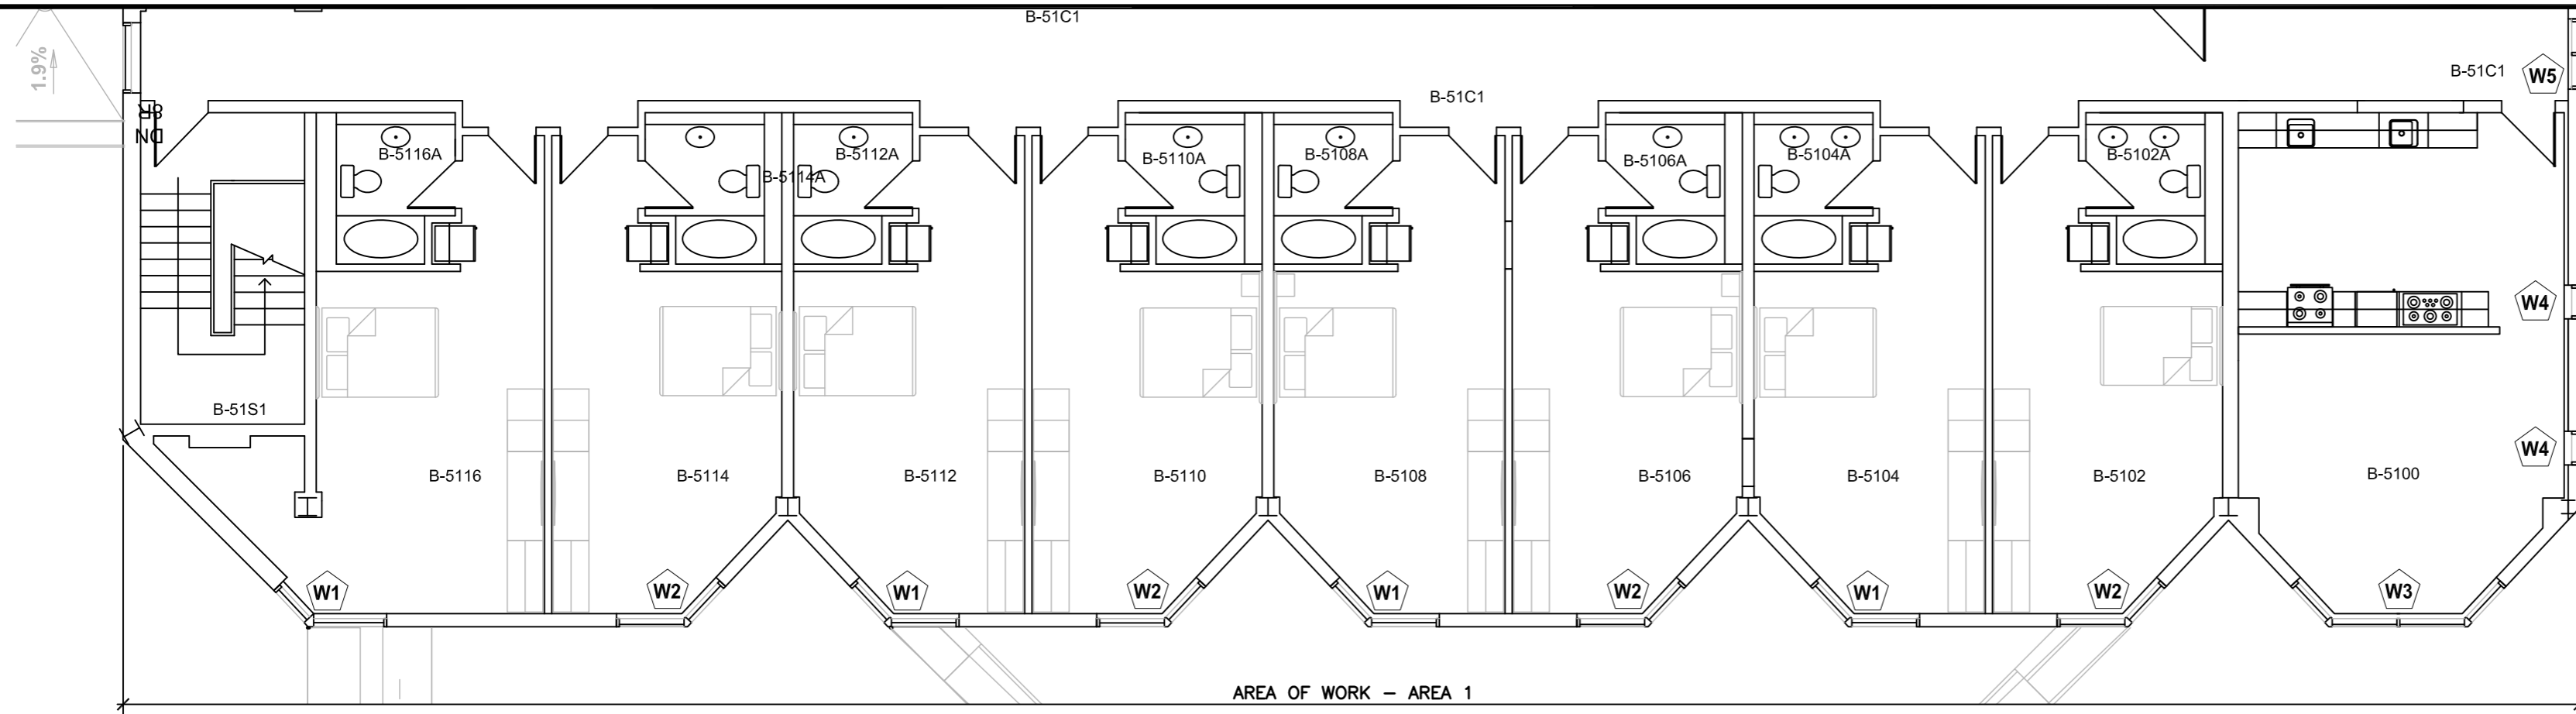 B-51C1
1.9%
B-51C1
W5
B-51C1
8R
DN
B-5116A
B-5114A
B-5112A
B-5110A
B-5108A
B-5106A
B-5104A
B-5102A
W4
B-51S1
W4
B-5116
B-5114
B-5112
B-5110
B-5108
B-5106
B-5104
B-5102
B-5100
W1
W2
W1
W2
W1
W2
W1
W2
W3
AREA OF WORK – AREA 1